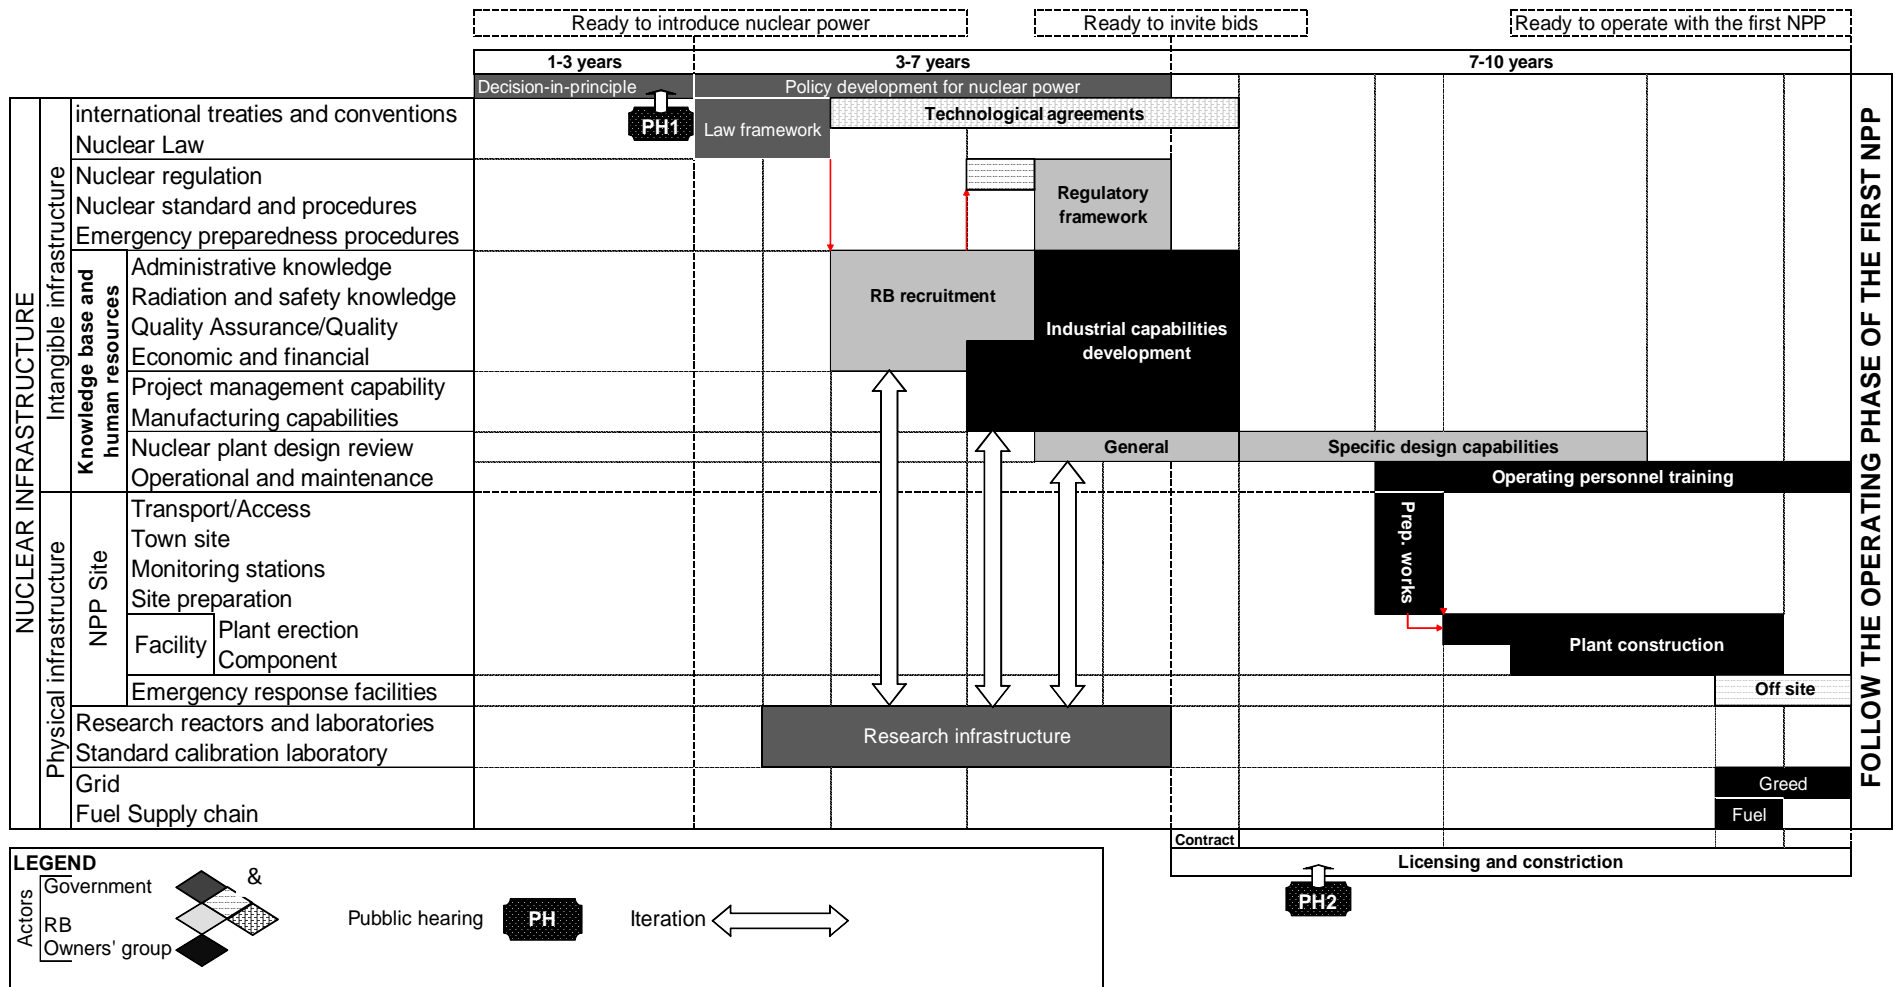 Ready to introduce nuclear power
Ready to invite bids
Ready to operate with the first NPP
1-3 years
3-7 years
7-10 years
Decision-in-principle
Policy development for nuclear power
NUCLEAR INFRASTRUCTURE
Intangible infrastructure
international treaties and conventions
Nuclear Law
PH1
Law framework
Technological agreements
Nuclear regulation
Nuclear standard and procedures
Emergency preparedness procedures
Regulatory
framework
Knowledge base and
human resources
Administrative knowledge
Radiation and safety knowledge
Quality Assurance/Quality
Economic and financial
RB recruitment
Industrial capabilities
development
Project management capability
Manufacturing capabilities
Nuclear plant design review
Operational and maintenance
General
Specific design capabilities
Operating personnel training
Physical infrastructure
NPP Site
Transport/Access
Town site
Monitoring stations
Site preparation
Prep. works
Facility
Plant erection
Component
Plant construction
Emergency response facilities
Off site
Research reactors and laboratories
Standard calibration laboratory
Research infrastructure
Grid
Fuel Supply chain
Greed
Fuel
FOLLOW THE OPERATING PHASE OF THE FIRST NPP
Contract
Licensing and constriction
PH2
LEGEND
Actors
Government
&
RB
Owners' group
Pubblic hearing
PH
Iteration